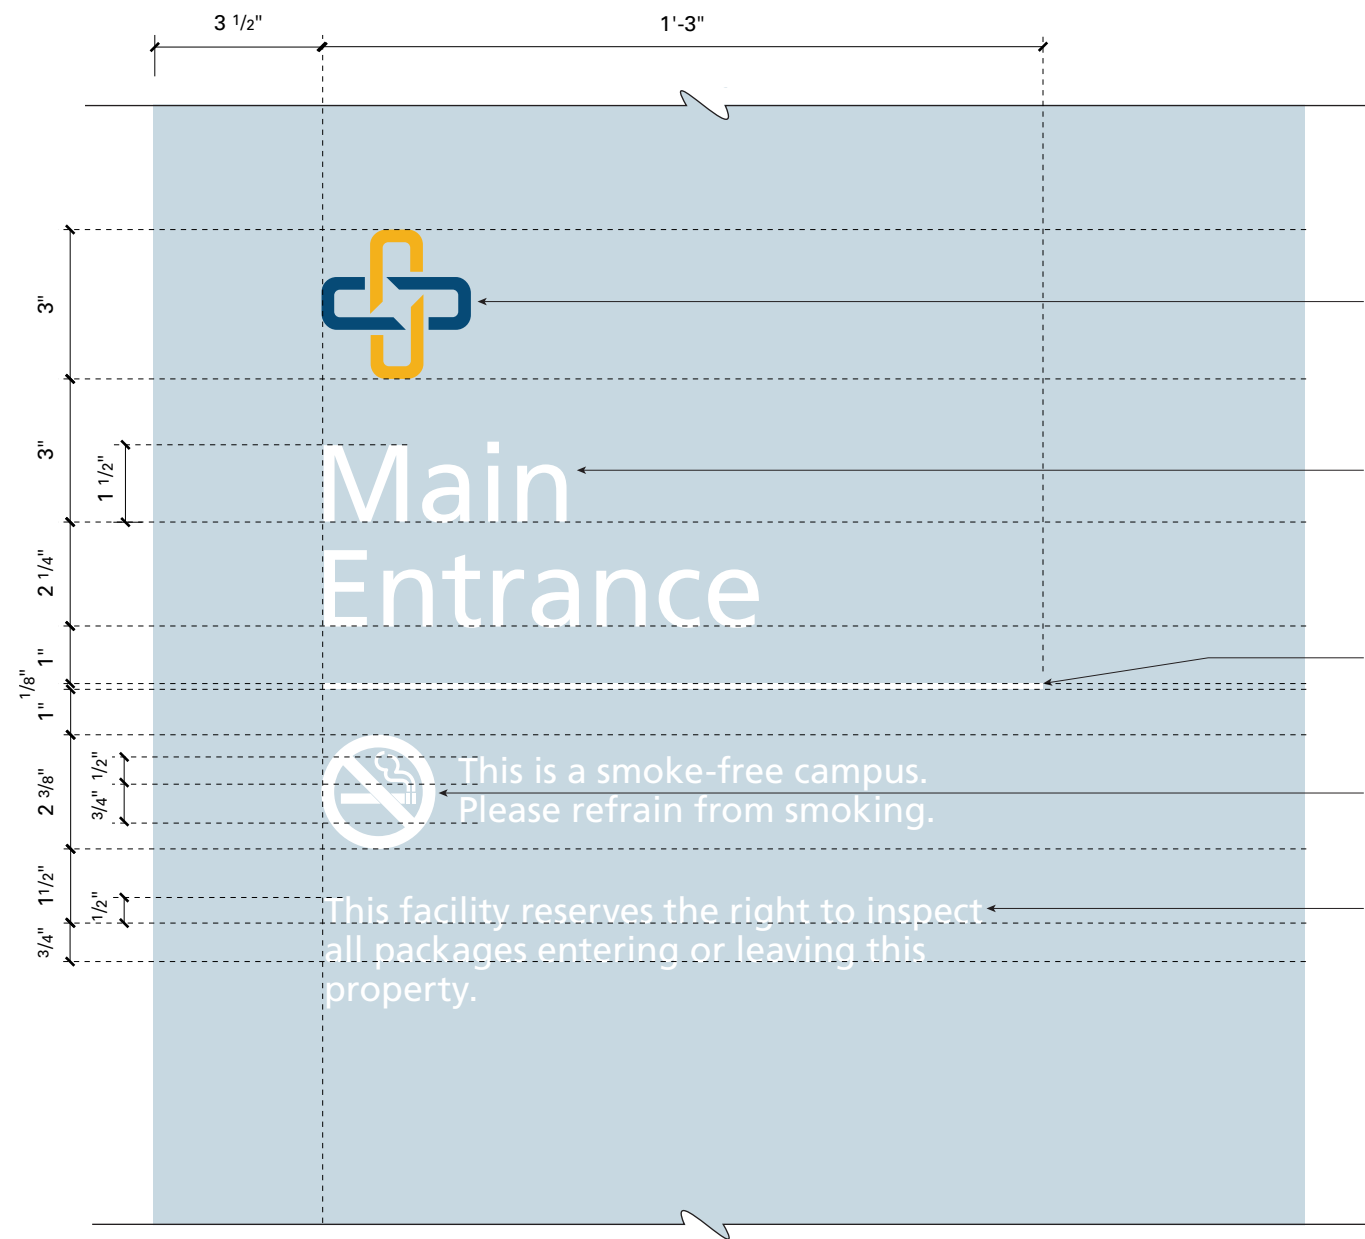 3 1/2"
1'-3"
3"
3"
1 1/2"
Main
2 1/4"
Entrance
1"
1/8"
1"
2 3/8"
1/2"
3/4"
This is a smoke-free campus.
Please refrain from smoking.
11/2"
1/2"
This facility reserves the right to inspect
3/4"
all packages entering or leaving this
property.